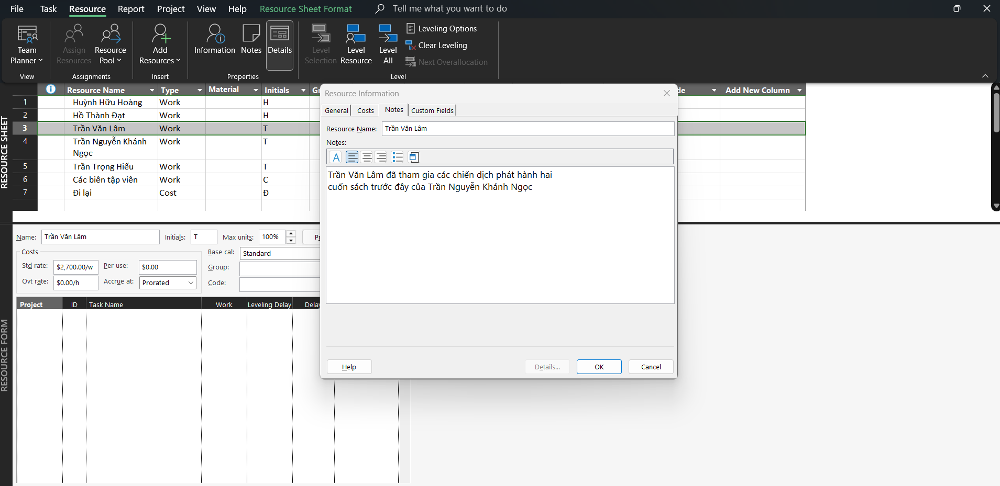 File Task Resource Report Project View Help Resource Sheet Format Tell me what you want to do
Team Planner
Assign Resources
Resource Pool
Add Resources
Information
Notes
Details
Level Selection
Level Resource
Level All
Leveling Options
Clear Leveling
Next Overallocation
View Assignments Insert Properties Level
RESOURCE SHEET
Resource Name Type Material Initials Add New Column
1 Huỳnh Hữu Hoàng Work H
2 Hồ Thành Đạt Work H
3 Trần Văn Lâm Work T
4 Trần Nguyễn Khánh Work T
Ngọc
5 Trần Trọng Hiếu Work T
6 Các biên tập viên Work C
7 Đi lại Cost Đ
Resource Information
General Costs Notes Custom Fields
Resource Name: Trần Văn Lâm
Notes:
Trần Văn Lâm đã tham gia các chiến dịch phát hành hai
cuốn sách trước đây của Trần Nguyễn Khánh Ngọc
Help Details... OK Cancel
RESOURCE FORM
Name: Trần Văn Lâm Initials: T Max units: 100%
Costs
Std rate: $2,700.00/w Per use: $0.00
Ovt rate: $0.00/h Accrue at: Prorated
Base cal: Standard
Group:
Code:
Project ID Task Name Work Leveling Delay Delay